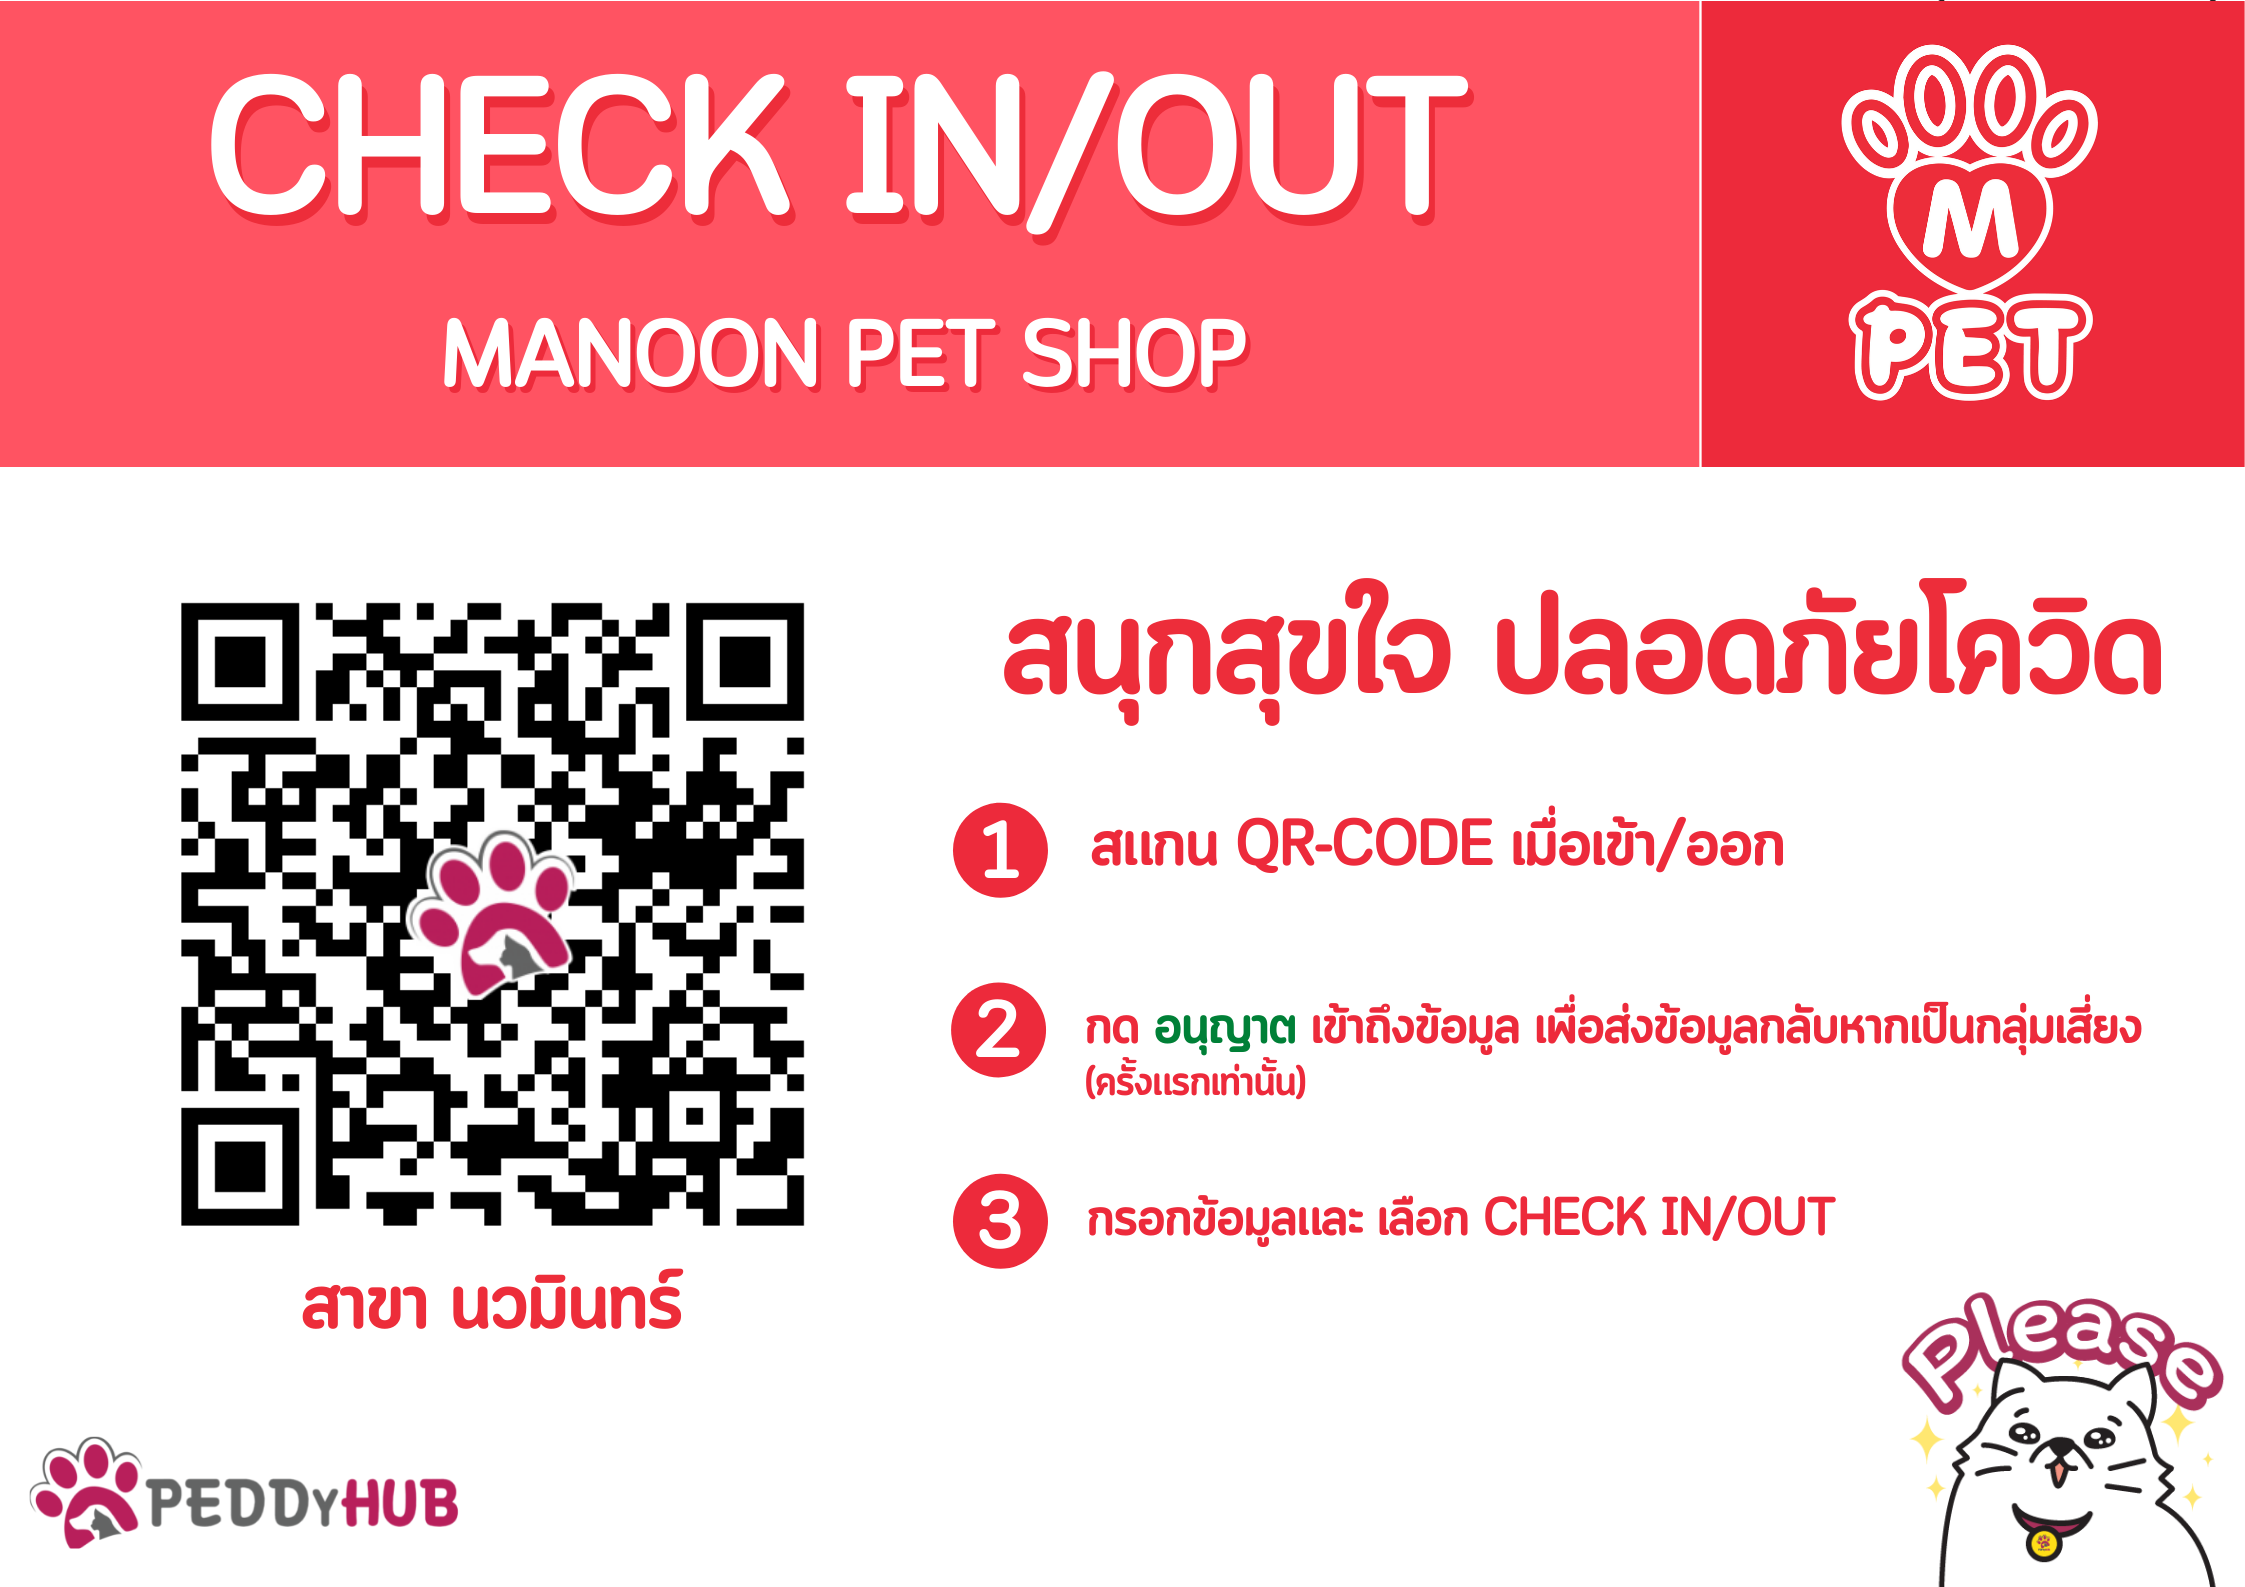 CHECK IN/OUT
MANOON PET SHOP
M
PET
สนุกสุขใจ ปลอดภัยโควิด
1 สแกน QR-CODE เมื่อเข้า/ออก
2 กด อนุญาต เข้าถึงข้อมูล เพื่อส่งข้อมูลกลับหากเป็นกลุ่มเสี่ยง
(ครั้งแรกเท่านั้น)
3 กรอกข้อมูลและ เลือก CHECK IN/OUT
สาขา นวมินทร์
Please
PEDDyHUB